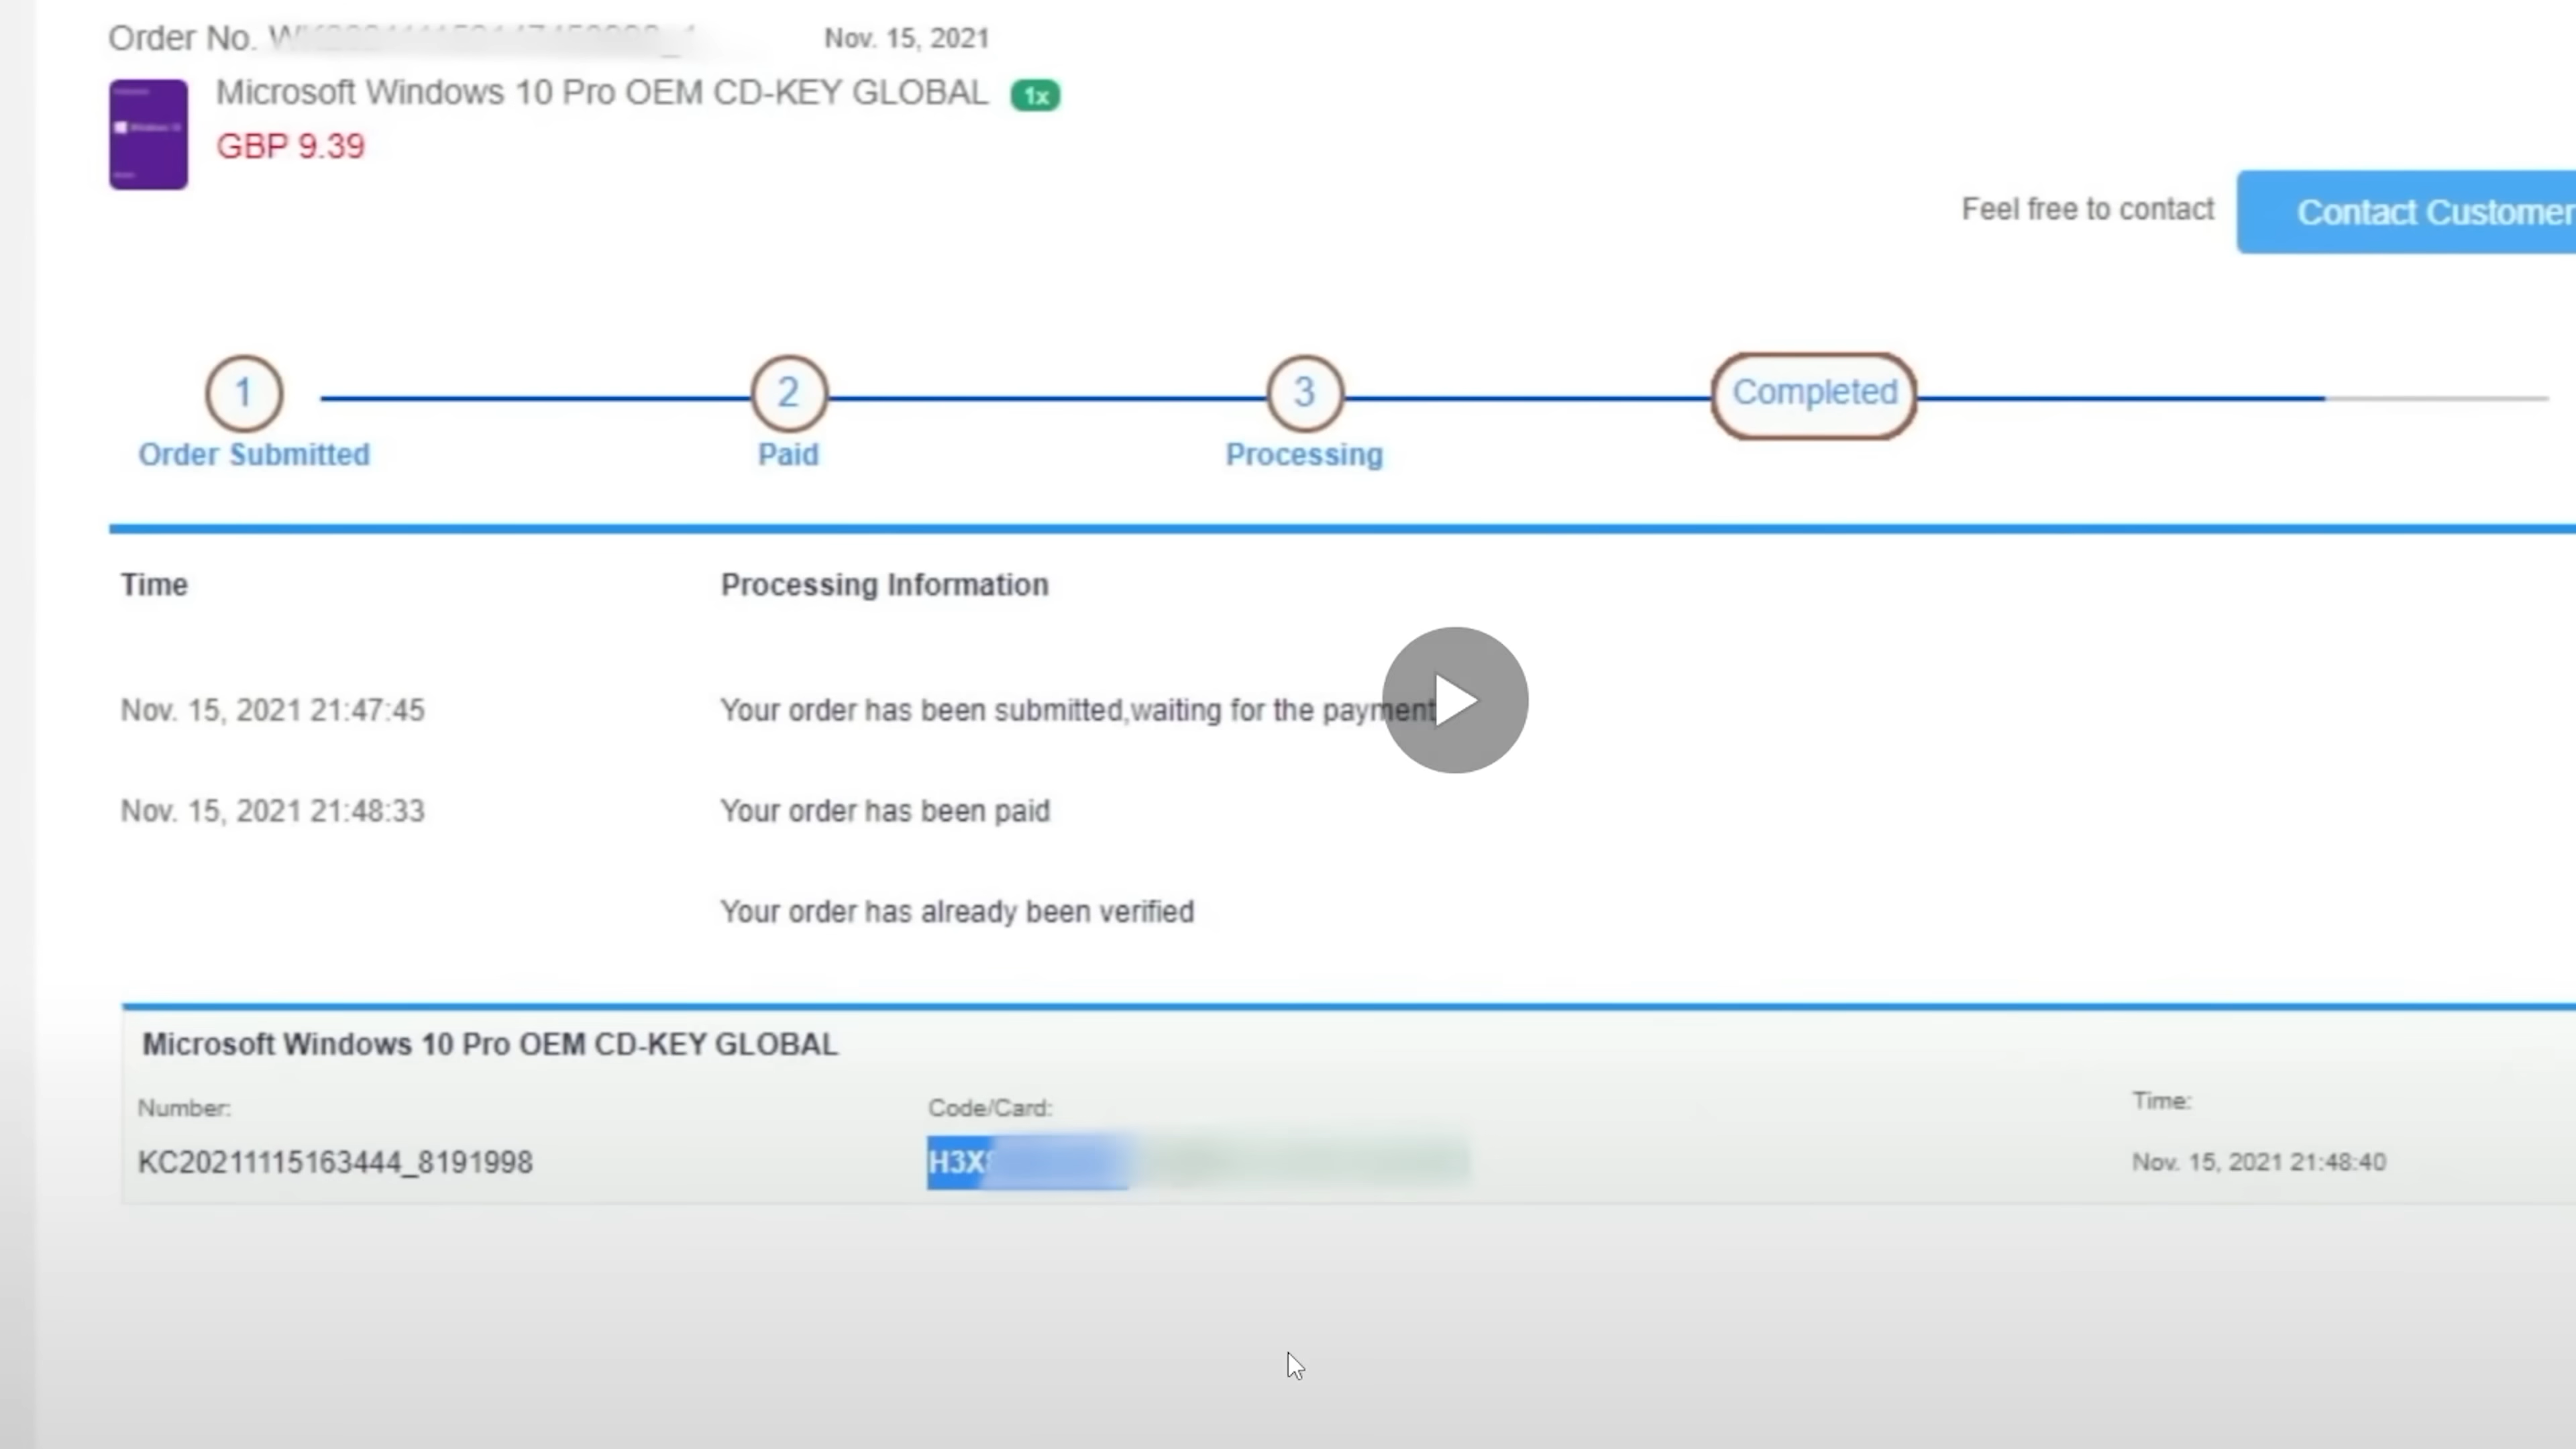 Order No.
Nov. 15, 2021
Microsoft Windows 10 Pro OEM CD-KEY GLOBAL 1x
GBP 9.39
Feel free to contact
Contact Customer
1
2
3
Completed
Order Submitted
Paid
Processing
Time
Processing Information
Nov. 15, 2021 21:47:45
Your order has been submitted,waiting for the payment
Nov. 15, 2021 21:48:33
Your order has been paid
Your order has already been verified
Microsoft Windows 10 Pro OEM CD-KEY GLOBAL
Number:
Code/Card:
Time:
KC20211115163444_8191998
H3X
Nov. 15, 2021 21:48:40